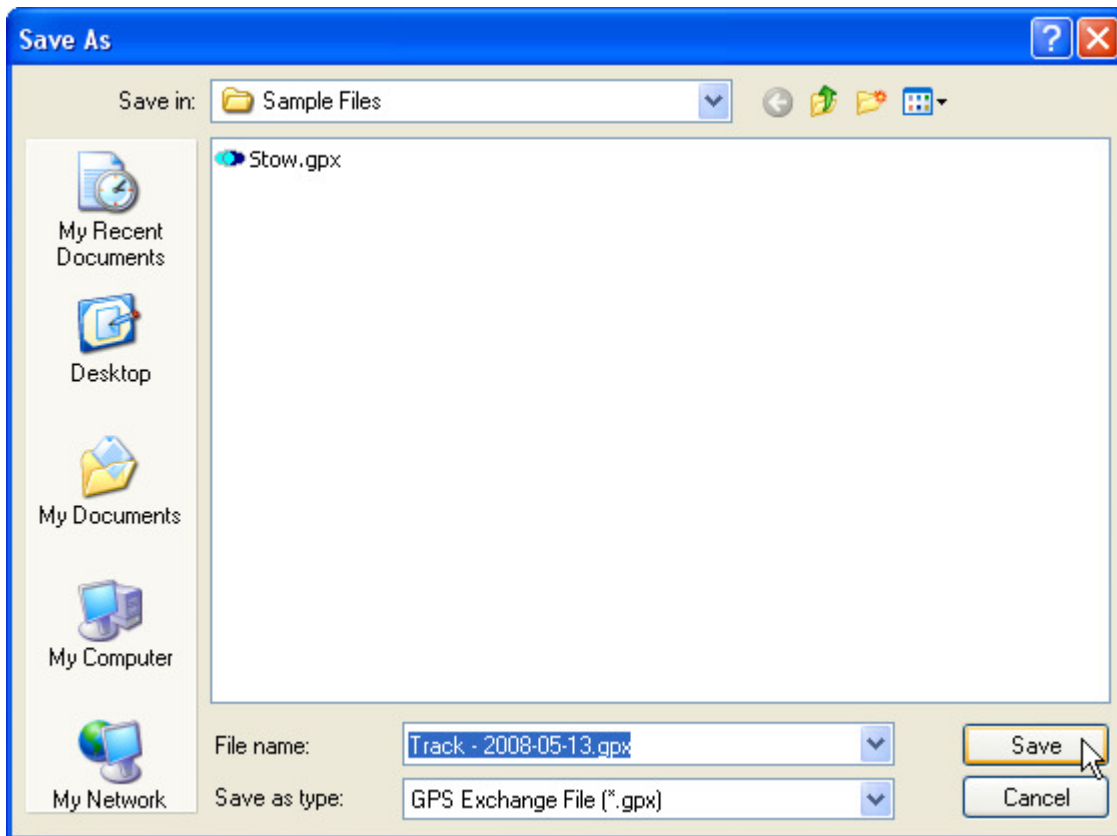 Save As
Save in: Sample Files
Stow.gpx
My Recent
Documents
Desktop
My Documents
My Computer
My Network
File name: Track - 2008-05-13.gpx Save
Save as type: GPS Exchange File (*.gpx) Cancel